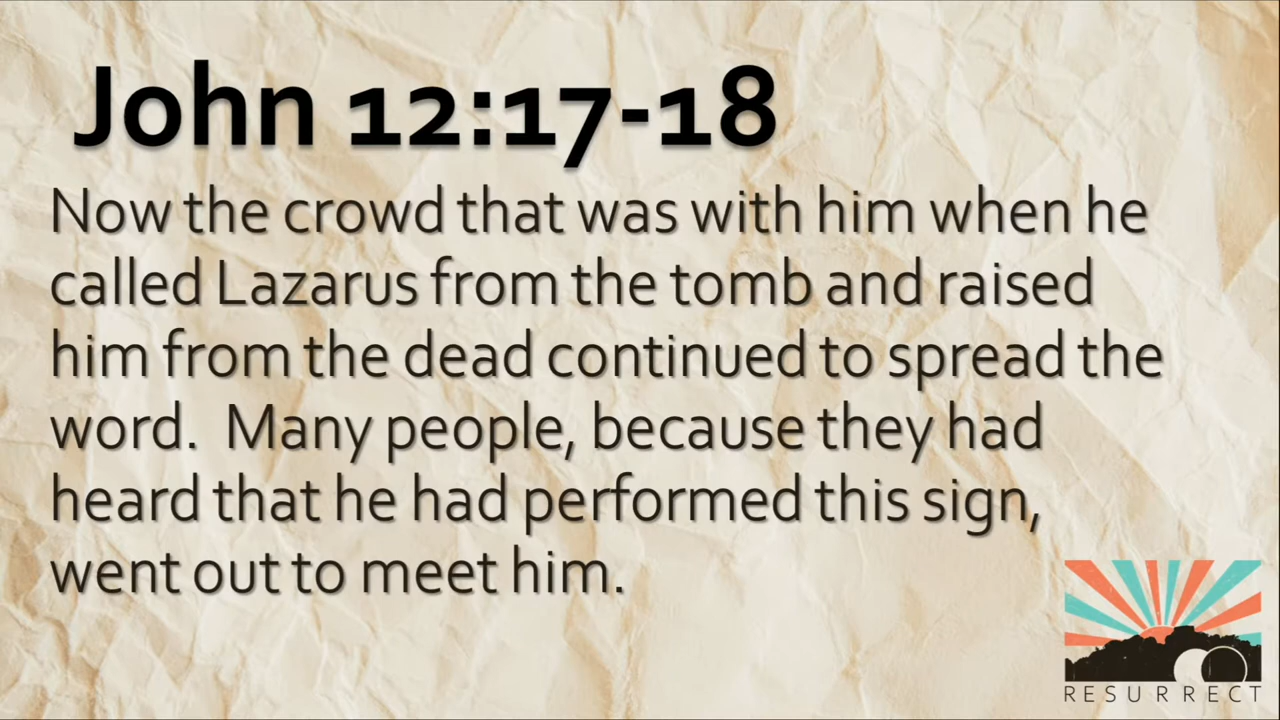 John 12:17-18
Now the crowd that was with him when he
called Lazarus from the tomb and raised
him from the dead continued to spread the
word.  Many people, because they had
heard that he had performed this sign,
went out to meet him.
RESURRECT